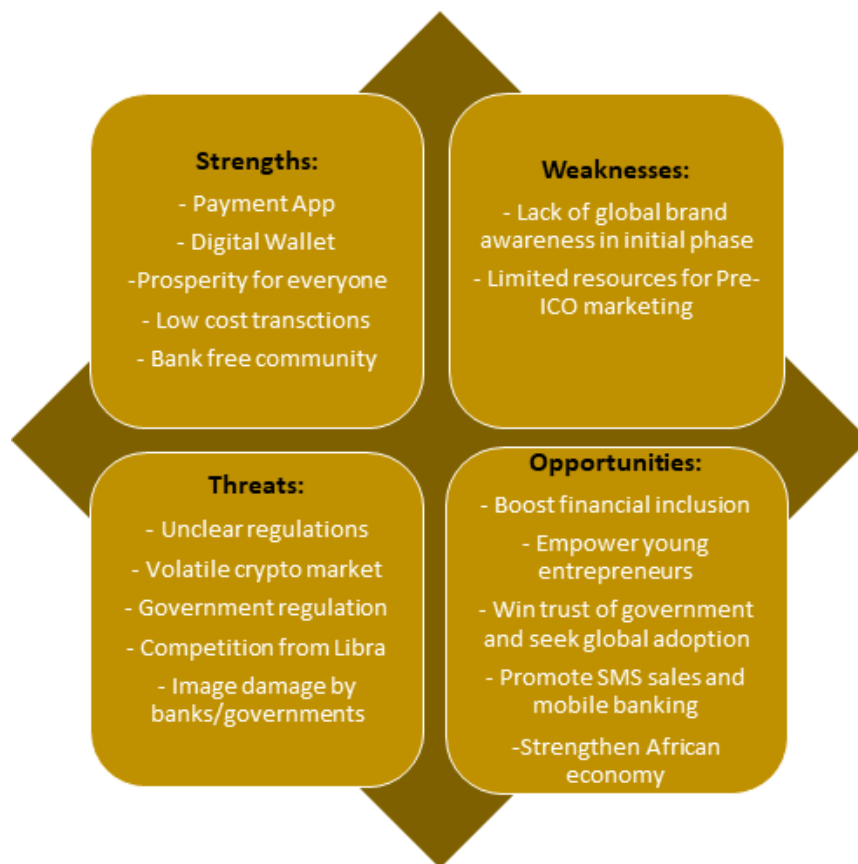 Strengths:
- Payment App
- Digital Wallet
-Prosperity for everyone
- Low cost transctions
- Bank free community
Weaknesses:
- Lack of global brand
awareness in initial phase
- Limited resources for Pre-
ICO marketing
Threats:
- Unclear regulations
- Volatile crypto market
- Government regulation
- Competition from Libra
- Image damage by
banks/governments
Opportunities:
- Boost financial inclusion
- Empower young
entrepreneurs
- Win trust of government
and seek global adoption
- Promote SMS sales and
mobile banking
-Strengthen African
economy